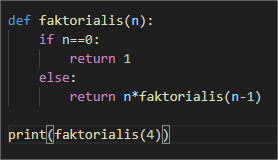 def faktorialis(n):
    if n==0:
        return 1
    else:
        return n*faktorialis(n-1)

print(faktorialis(4))